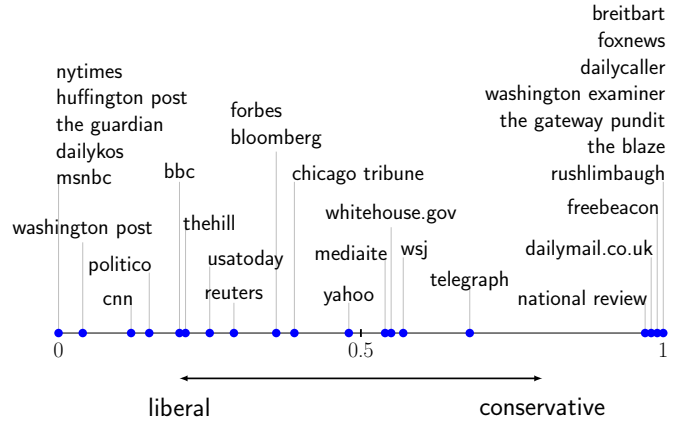 breitbart
foxnews
dailycaller
washington examiner
the gateway pundit
the blaze
rushlimbaugh
nytimes
huffington post
the guardian
dailykos
msnbc
forbes
bloomberg
bbc
chicago tribune
freebeacon
washington post
thehill
whitehouse.gov
politico
usatoday
mediaite
wsj
dailymail.co.uk
cnn
reuters
yahoo
telegraph
national review
0
0.5
1
liberal
conservative